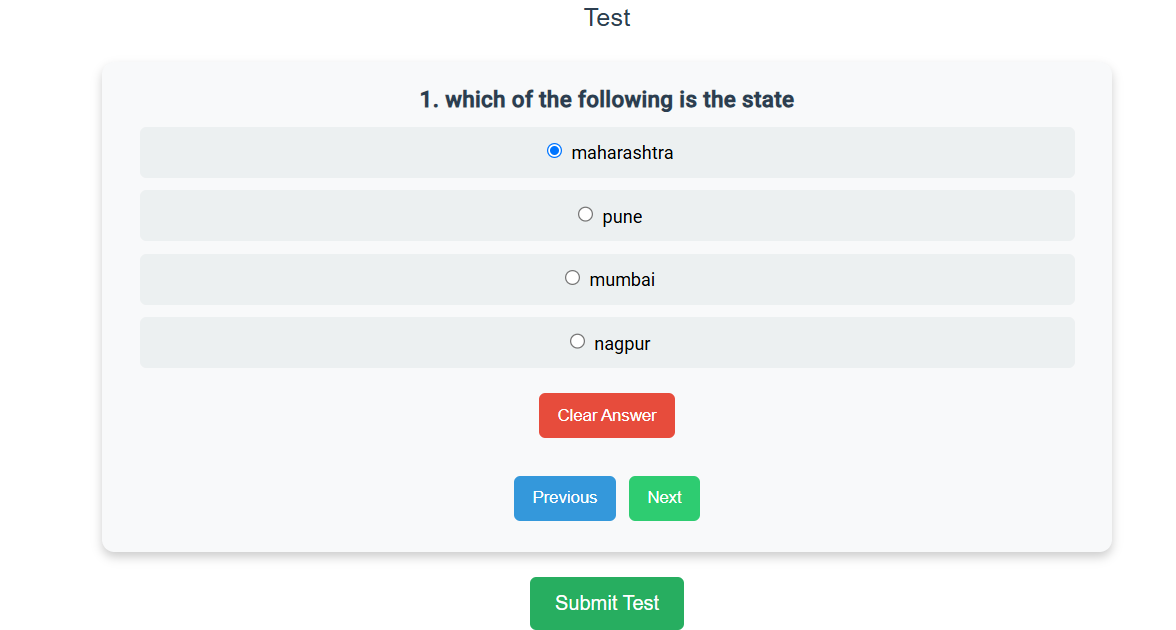 Test
1. which of the following is the state
maharashtra
pune
mumbai
nagpur
Clear Answer
Previous Next
Submit Test